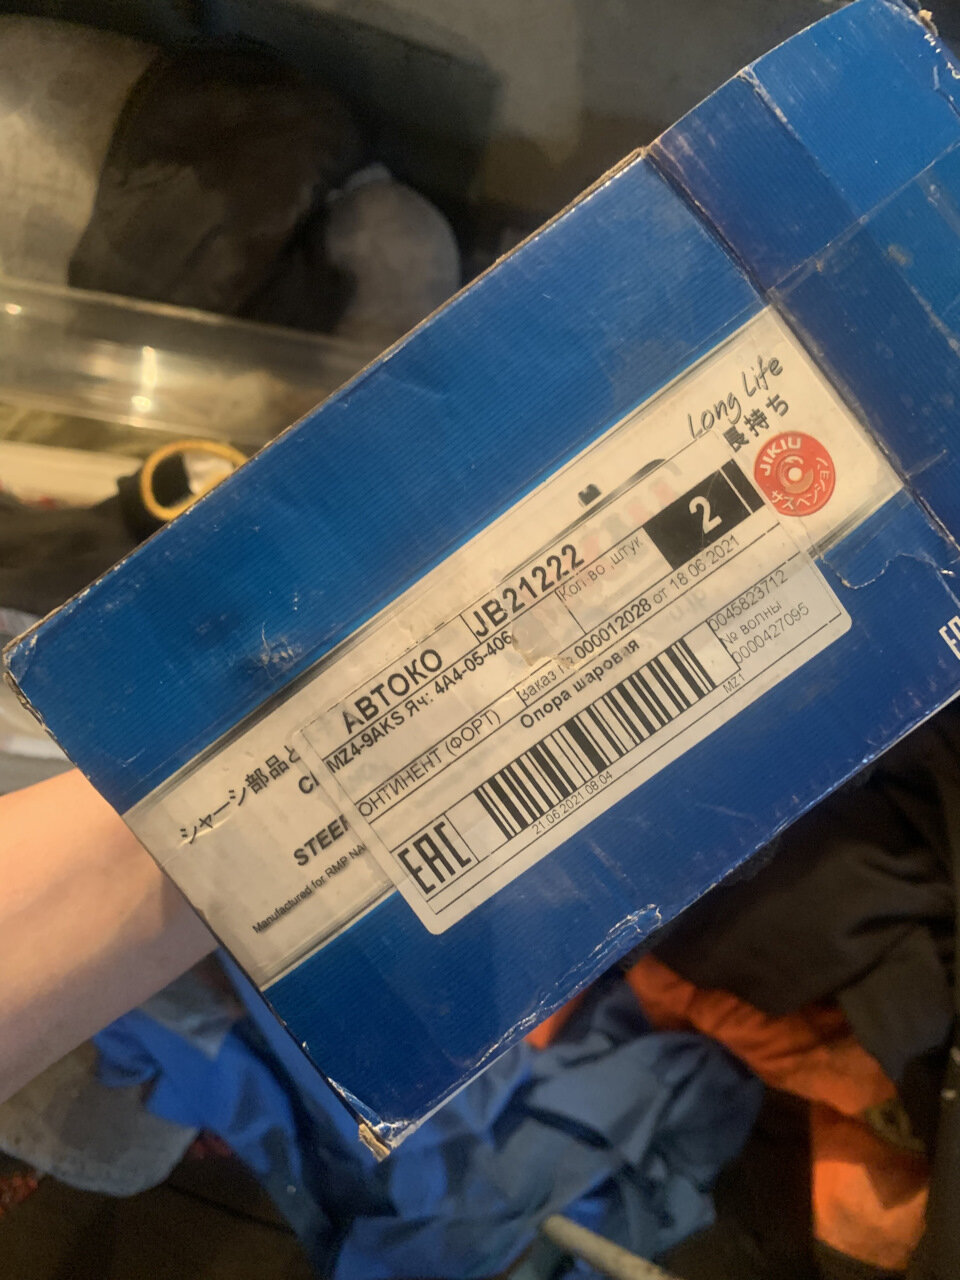 Long Life
長持ち
JIKIU
サスペンション
АВТОКО JB21222
MZ4-9AKS Яч: 4A4-05-406 Кол-во ,штук 2
ОНТИНЕНТ (ФОРТ) Заказ № 000012028 от 18 06 2021
Опора шаровая
0045823712
№ волны
0000427095
MZ1
21 06 2021 08:04
EAC
シャーシ部品と
STEER
Manufactured for RMP